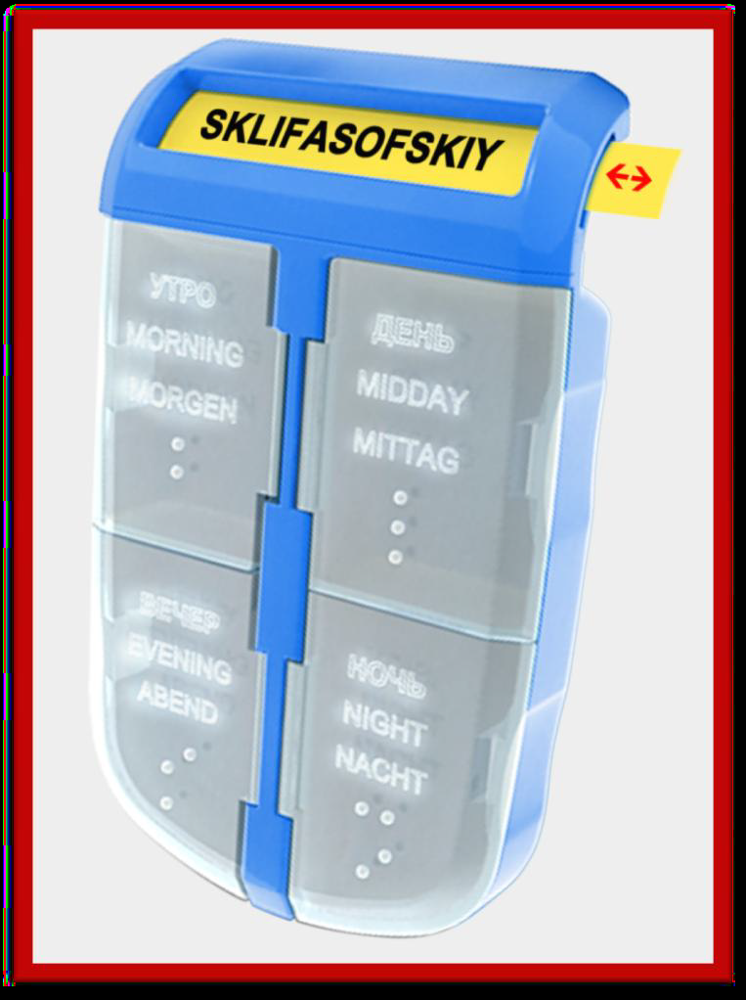 SKLIFASOFSKIY
↔
УТРО
MORNING
MORGEN
⠃
ДЕНЬ
MIDDAY
MITTAG
⠇
ВЕЧЕР
EVENING
ABEND
⠎
НОЧЬ
NIGHT
NACHT